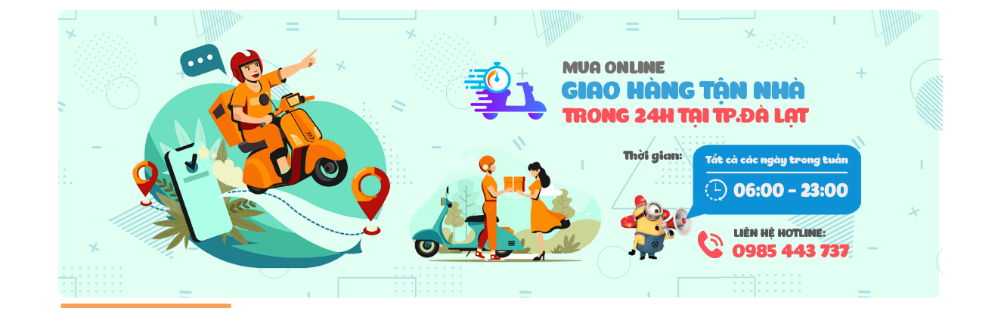 MUA ONLINE
GIAO HÀNG TẬN NHÀ
TRONG 24H TẠI TP.ĐÀ LẠT
Thời gian:
Tất cả các ngày trong tuần
06:00 - 23:00
LIÊN HỆ HOTLINE:
0985 443 737